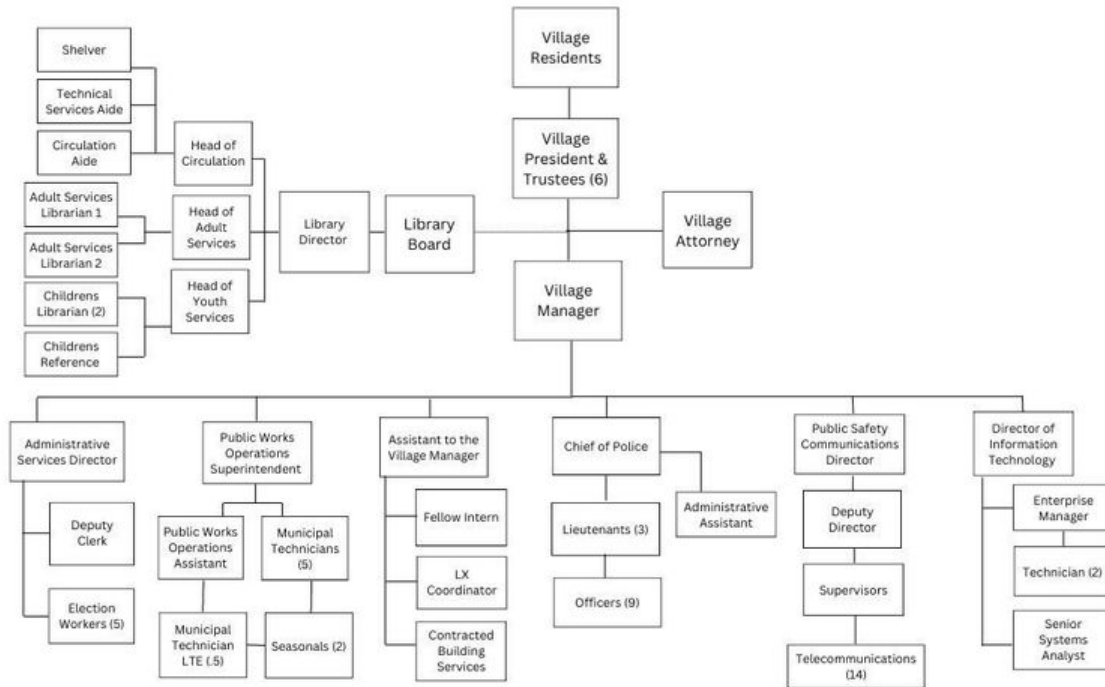 Village
Residents
Village
President &
Trustees (6)
Village
Attorney
Village
Manager
Library
Board
Library
Director
Head of
Circulation
Shelver
Technical
Services Aide
Circulation
Aide
Head of
Adult
Services
Adult Services
Librarian 1
Adult Services
Librarian 2
Head of
Youth
Services
Childrens
Librarian (2)
Childrens
Reference
Administrative
Services Director
Deputy
Clerk
Election
Workers (5)
Public Works
Operations
Superintendent
Public Works
Operations
Assistant
Municipal
Technicians
(5)
Municipal
Technician
LTE (.5)
Seasonals (2)
Assistant to the
Village Manager
Fellow Intern
LX
Coordinator
Contracted
Building
Services
Chief of Police
Lieutenants (3)
Officers (9)
Administrative
Assistant
Public Safety
Communications
Director
Deputy
Director
Supervisors
Telecommunications
(14)
Director of
Information
Technology
Enterprise
Manager
Technician (2)
Senior
Systems
Analyst